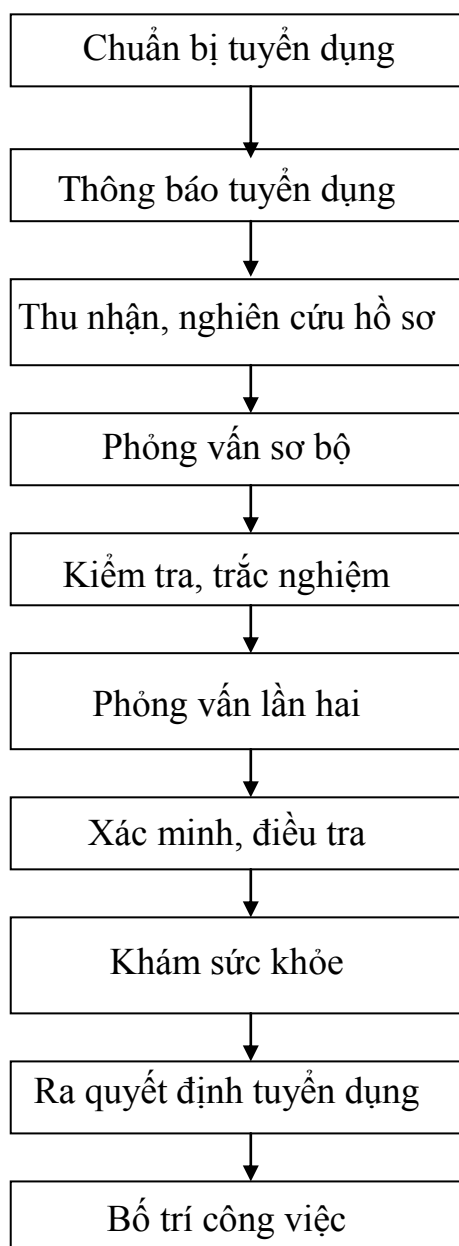 Chuẩn bị tuyển dụng
Thông báo tuyển dụng
Thu nhận, nghiên cứu hồ sơ
Phỏng vấn sơ bộ
Kiểm tra, trắc nghiệm
Phỏng vấn lần hai
Xác minh, điều tra
Khám sức khỏe
Ra quyết định tuyển dụng
Bố trí công việc